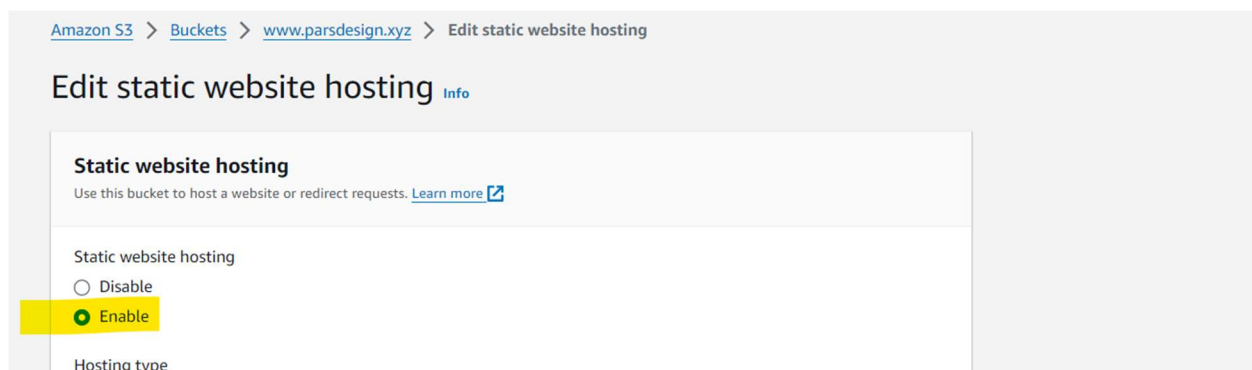 Amazon S3 > Buckets > www.parsdesign.xyz > Edit static website hosting
Edit static website hosting Info
Static website hosting
Use this bucket to host a website or redirect requests. Learn more
Static website hosting
Disable
Enable
Hosting type